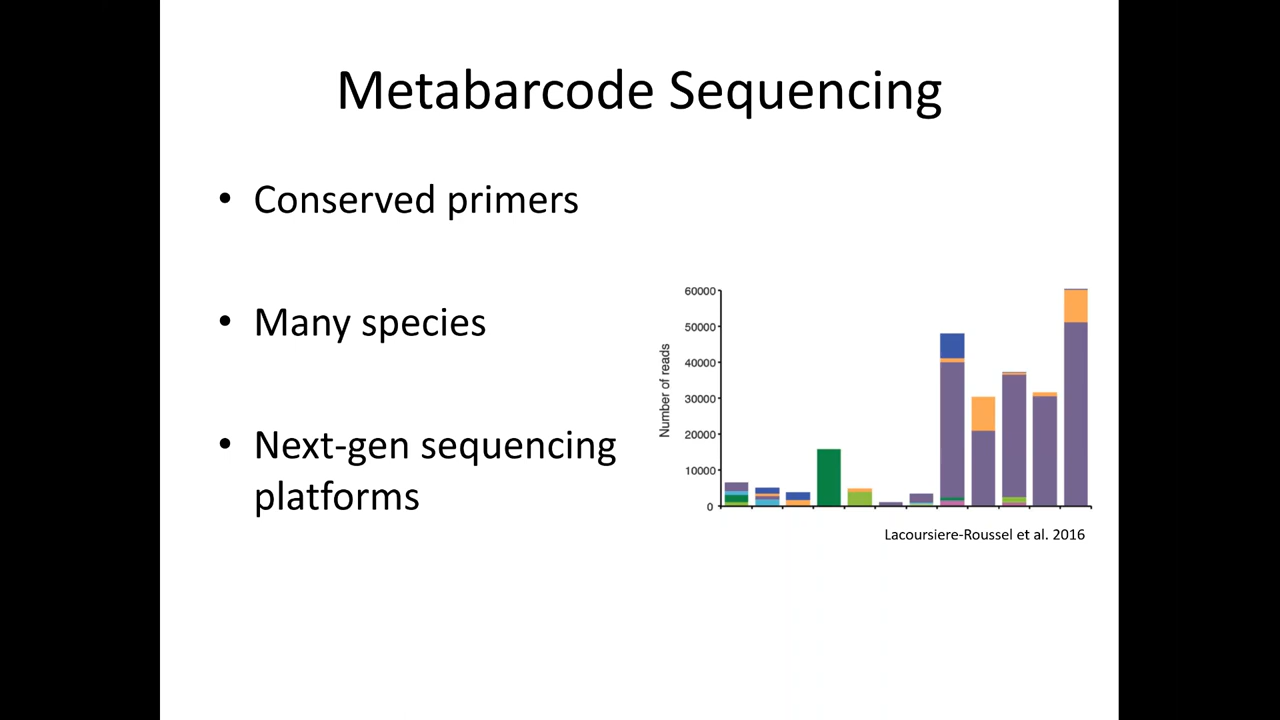 Metabarcode Sequencing
• Conserved primers
• Many species
• Next-gen sequencing
platforms
Number of reads
60000
50000
40000
30000
20000
10000
0
Lacoursiere-Roussel et al. 2016